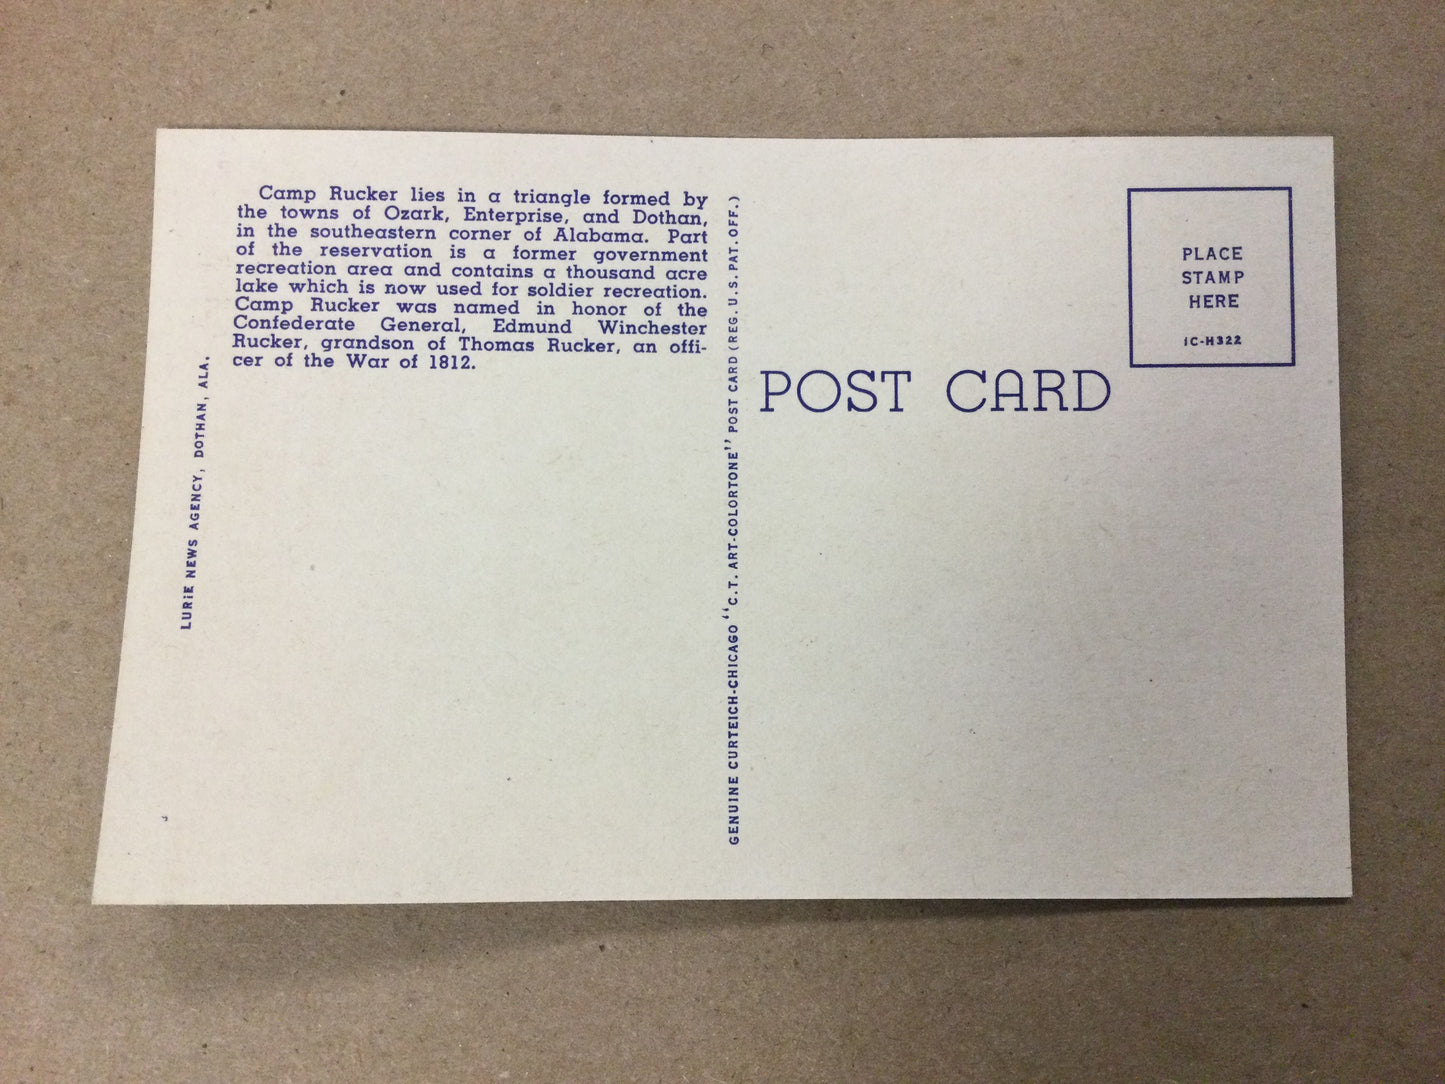 Camp Rucker lies in a triangle formed by
the towns of Ozark, Enterprise, and Dothan,
in the southeastern corner of Alabama. Part
of the reservation is a former government
recreation area and contains a thousand acre
lake which is now used for soldier recreation.
Camp Rucker was named in honor of the
Confederate General, Edmund Winchester
Rucker, grandson of Thomas Rucker, an offi-
cer of the War of 1812.
LURIE NEWS AGENCY, DOTHAN, ALA.
GENUINE CURTEICH-CHICAGO "C.T. ART-COLORTONE" POST CARD (REG. U.S. PAT. OFF.)
POST CARD
PLACE
STAMP
HERE
1C-H322